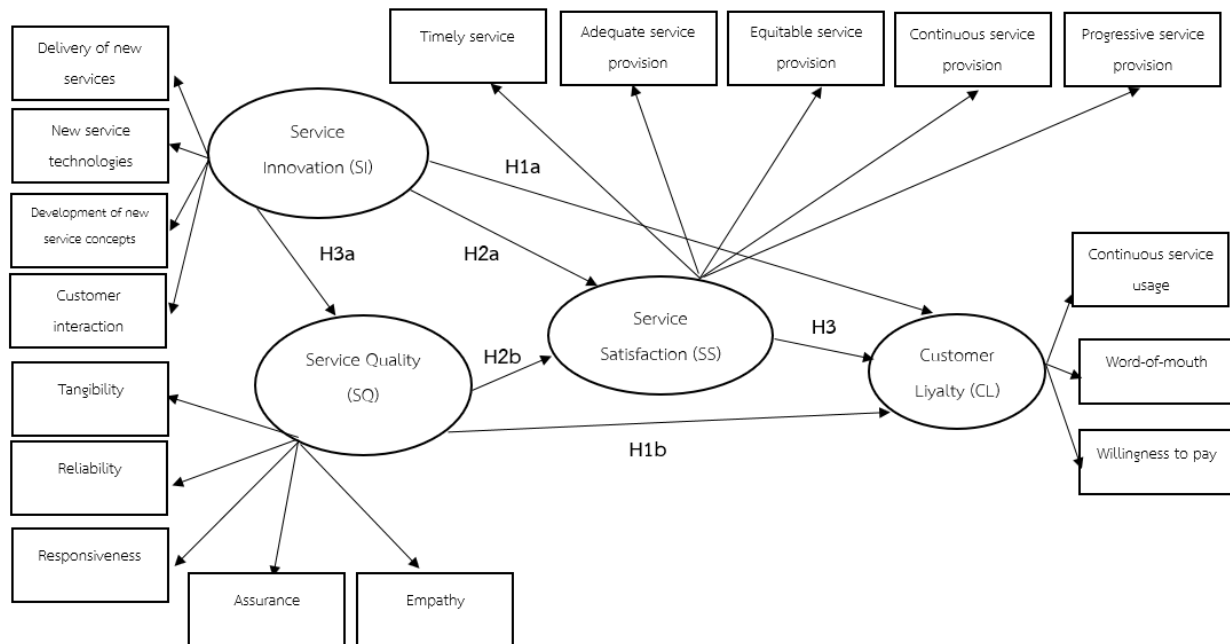 Delivery of new
services
New service
technologies
Development of new
service concepts
Customer
interaction
Tangibility
Reliability
Responsiveness
Assurance
Empathy
Service
Innovation (SI)
Service Quality
(SQ)
Timely service
Adequate service
provision
Equitable service
provision
Continuous service
provision
Progressive service
provision
H1a
H2a
H3a
H2b
H3
H1b
Service
Satisfaction (SS)
Customer
Liyalty (CL)
Continuous service
usage
Word-of-mouth
Willingness to pay